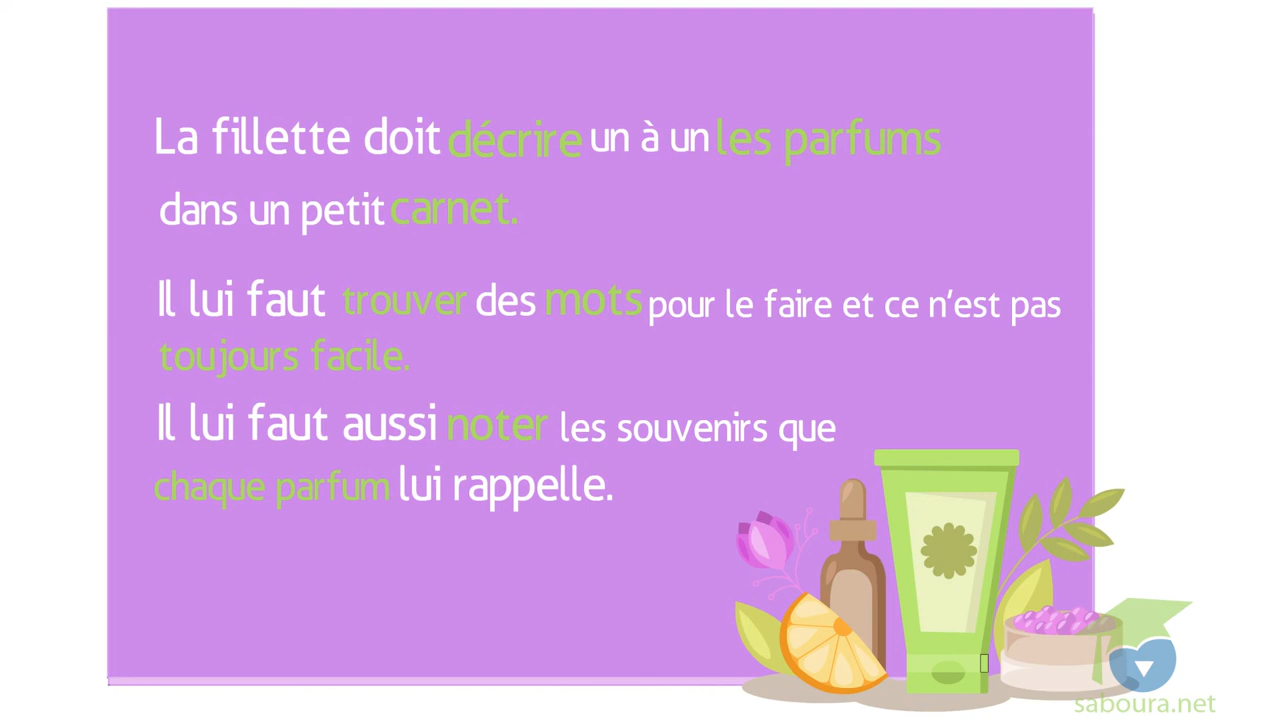 La fillette doit décrire un à un les parfums
dans un petit carnet.
Il lui faut trouver des mots pour le faire et ce n'est pas
toujours facile.
Il lui faut aussi noter les souvenirs que
chaque parfum lui rappelle.
saboura.net